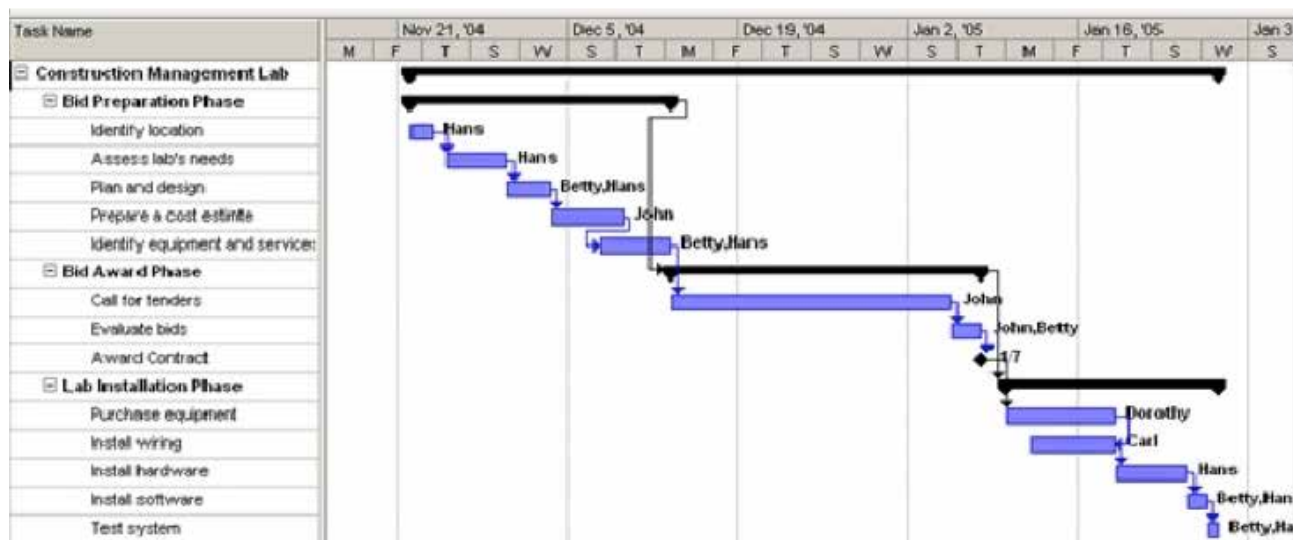 Task Name Nov 21, '04 Dec 5, '04 Dec 19, '04 Jan 2, '05 Jan 16, '05 Jan 3
M F T S W S T M F T S W S T M F T S W S
Construction Management Lab
Bid Preparation Phase
Identify location Hans
Assess lab's needs Hans
Plan and design Betty,Hans
Prepare a cost estimte John
Identify equipment and services Betty,Hans
Bid Award Phase
Call for tenders John
Evaluate bids John,Betty
Award Contract 1/7
Lab Installation Phase
Purchase equipment Dorothy
Install wiring Carl
Install hardware Hans
Install software Betty,Han
Test system Betty,Ha